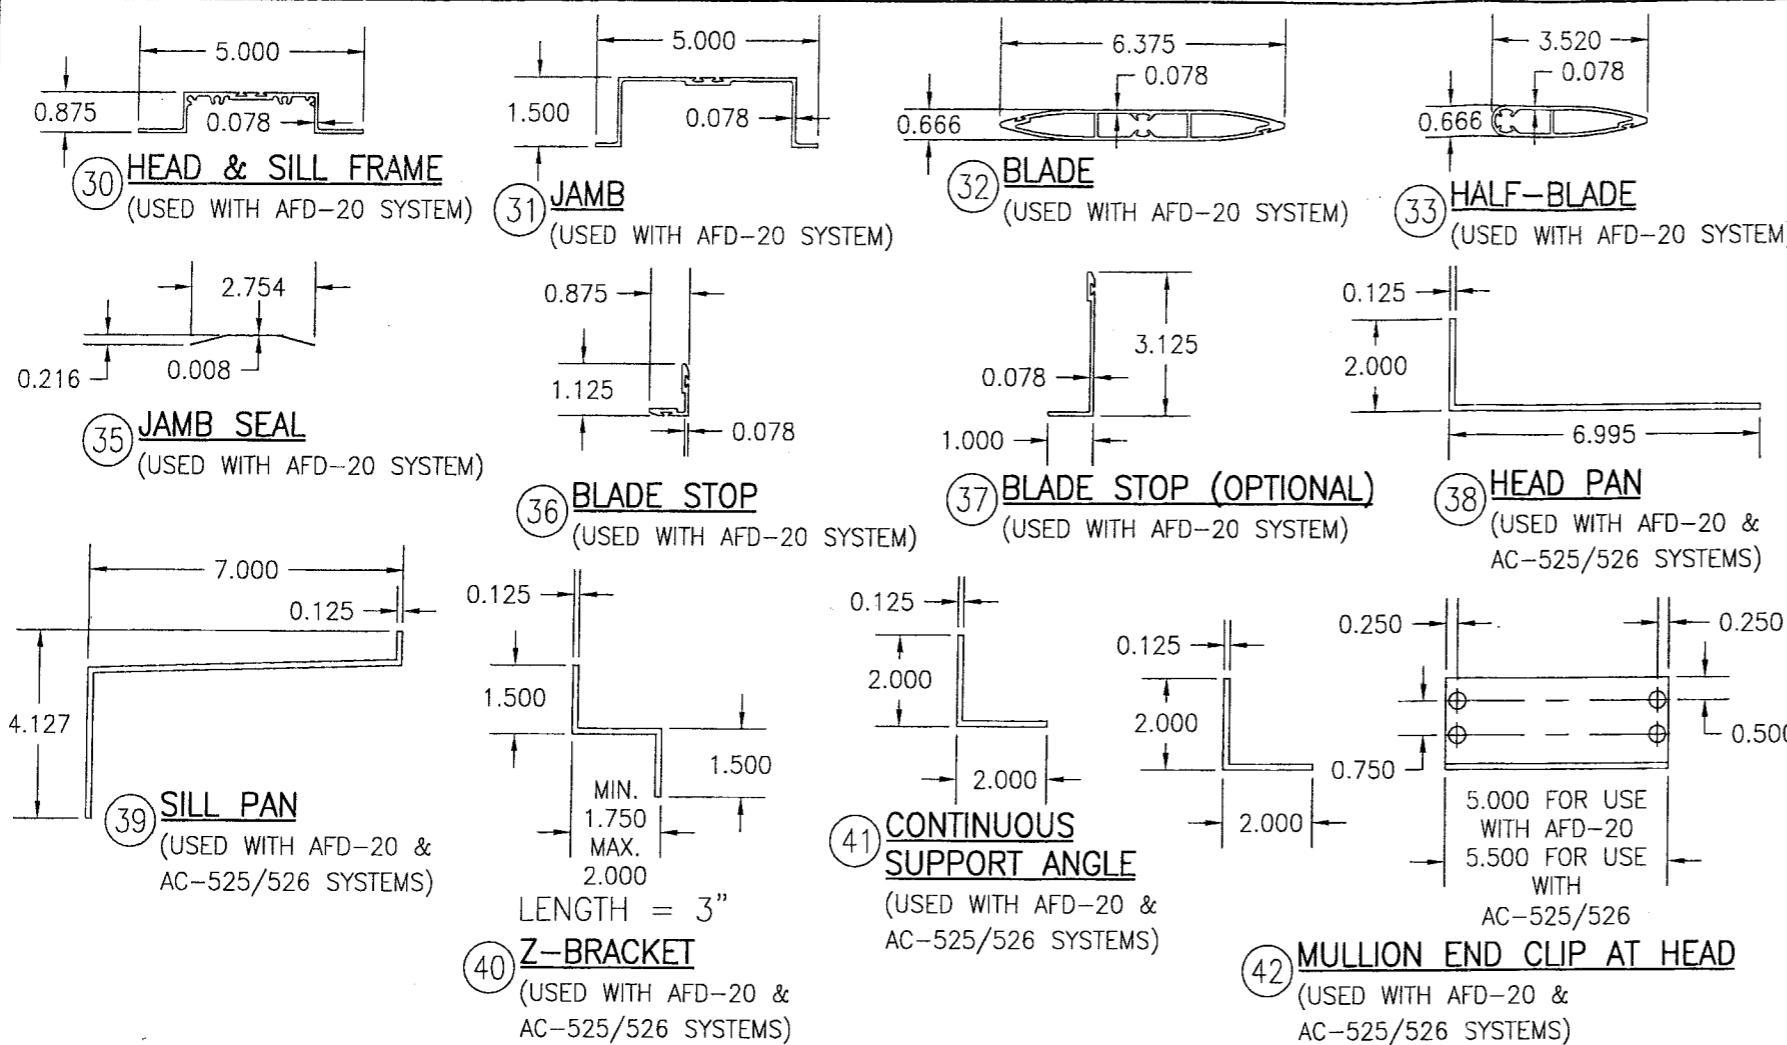 5.000
0.875
0.078
30 HEAD & SILL FRAME
(USED WITH AFD-20 SYSTEM)
5.000
1.500
0.078
31 JAMB
(USED WITH AFD-20 SYSTEM)
6.375
0.078
0.666
32 BLADE
(USED WITH AFD-20 SYSTEM)
3.520
0.078
0.666
33 HALF-BLADE
(USED WITH AFD-20 SYSTEM)
2.754
0.216
0.008
35 JAMB SEAL
(USED WITH AFD-20 SYSTEM)
0.875
1.125
0.078
36 BLADE STOP
(USED WITH AFD-20 SYSTEM)
3.125
0.078
1.000
37 BLADE STOP (OPTIONAL)
(USED WITH AFD-20 SYSTEM)
0.125
2.000
6.995
38 HEAD PAN
(USED WITH AFD-20 &
AC-525/526 SYSTEMS)
7.000
0.125
4.127
39 SILL PAN
(USED WITH AFD-20 &
AC-525/526 SYSTEMS)
0.125
1.500
1.500
MIN.
1.750
MAX.
2.000
LENGTH = 3"
40 Z-BRACKET
(USED WITH AFD-20 &
AC-525/526 SYSTEMS)
0.125
2.000
2.000
41 CONTINUOUS
SUPPORT ANGLE
(USED WITH AFD-20 &
AC-525/526 SYSTEMS)
0.125
2.000
2.000
0.250
0.250
0.500
0.750
5.000 FOR USE
WITH AFD-20
5.500 FOR USE
WITH
AC-525/526
42 MULLION END CLIP AT HEAD
(USED WITH AFD-20 &
AC-525/526 SYSTEMS)